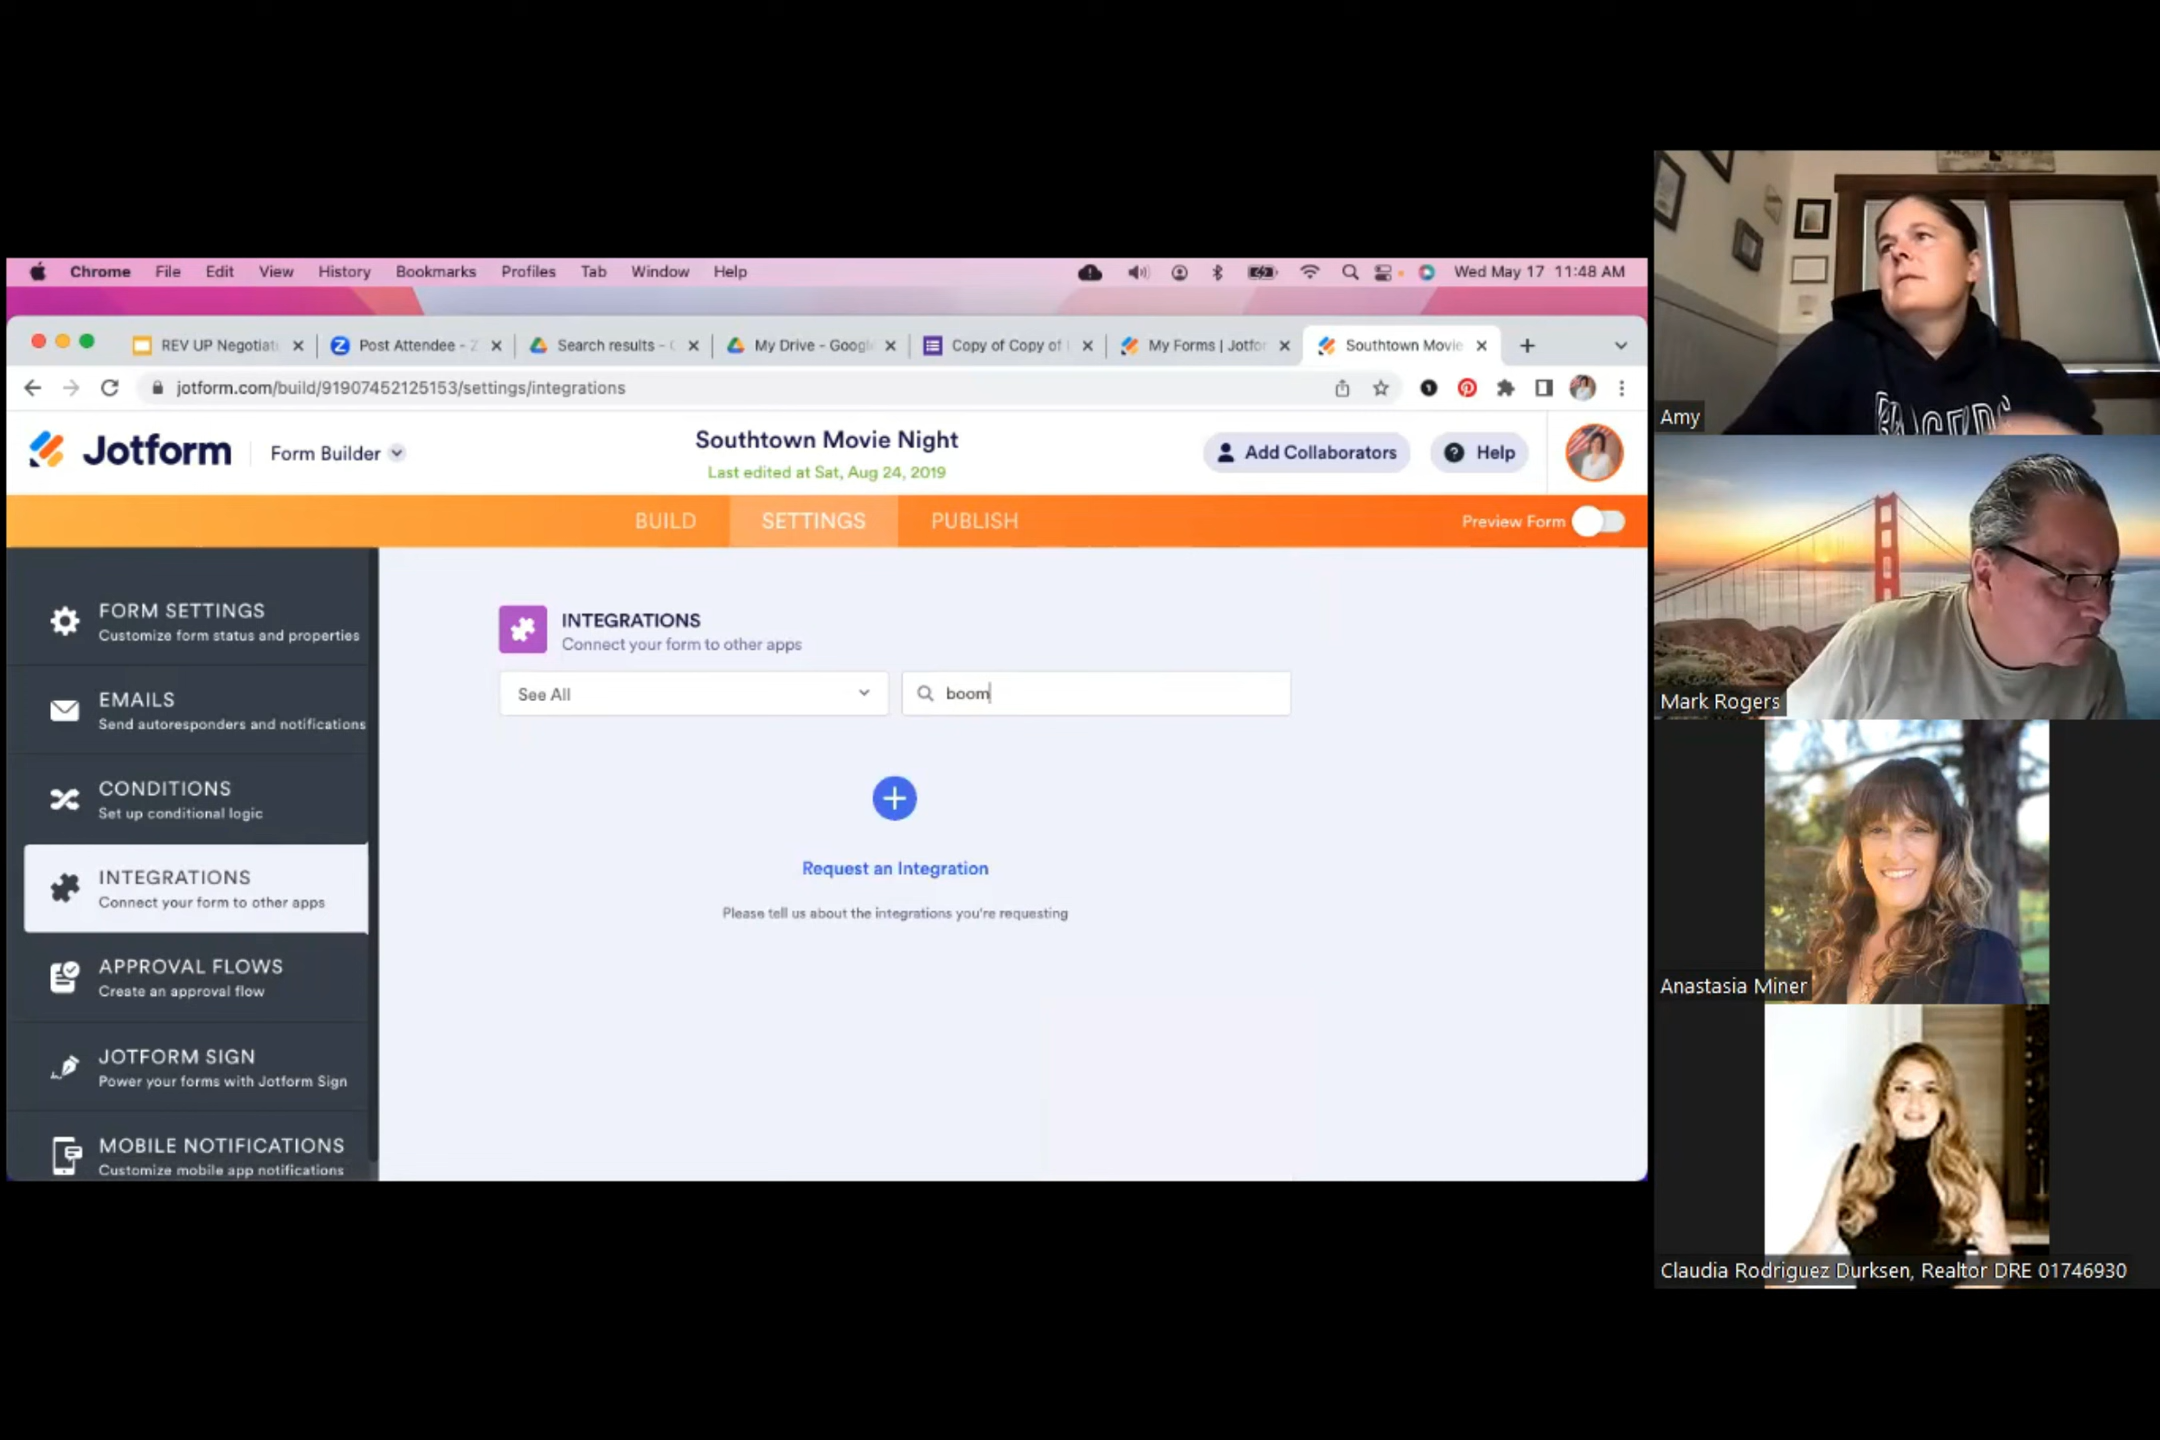 Chrome File Edit View History Bookmarks Profiles Tab Window Help Wed May 17 11:48 AM
REV UP Negotiati Post Attendee - Z Search results - My Drive - Google Copy of Copy of My Forms | Jotfor Southtown Movie
jotform.com/build/91907452125153/settings/integrations
Jotform Form Builder
Southtown Movie Night
Last edited at Sat, Aug 24, 2019
Add Collaborators Help
BUILD SETTINGS PUBLISH Preview Form
FORM SETTINGS
Customize form status and properties
EMAILS
Send autoresponders and notifications
CONDITIONS
Set up conditional logic
INTEGRATIONS
Connect your form to other apps
APPROVAL FLOWS
Create an approval flow
JOTFORM SIGN
Power your forms with Jotform Sign
MOBILE NOTIFICATIONS
Customize mobile app notifications
INTEGRATIONS
Connect your form to other apps
See All boom
Request an Integration
Please tell us about the integrations you're requesting
Amy
Mark Rogers
Anastasia Miner
Claudia Rodriguez Durksen, Realtor DRE 01746930